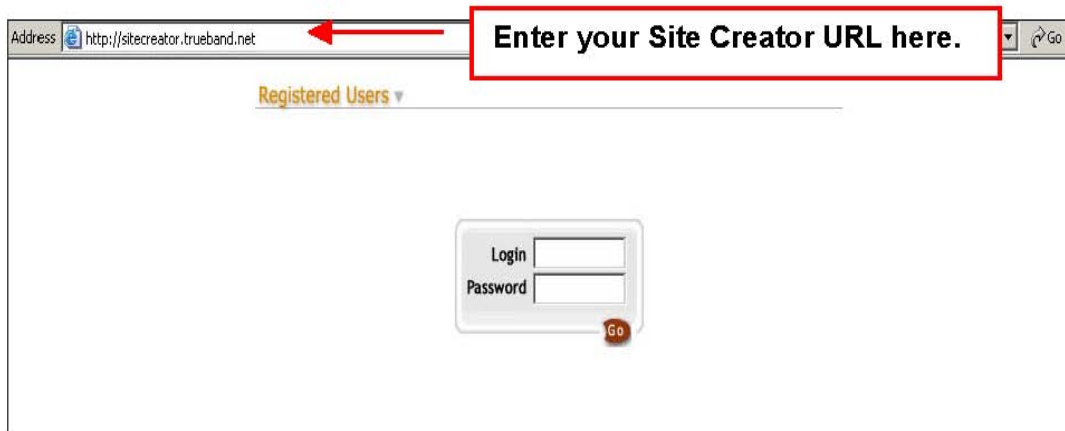 Address http://sitecreator.trueband.net Enter your Site Creator URL here. Go
Registered Users
Login
Password
Go